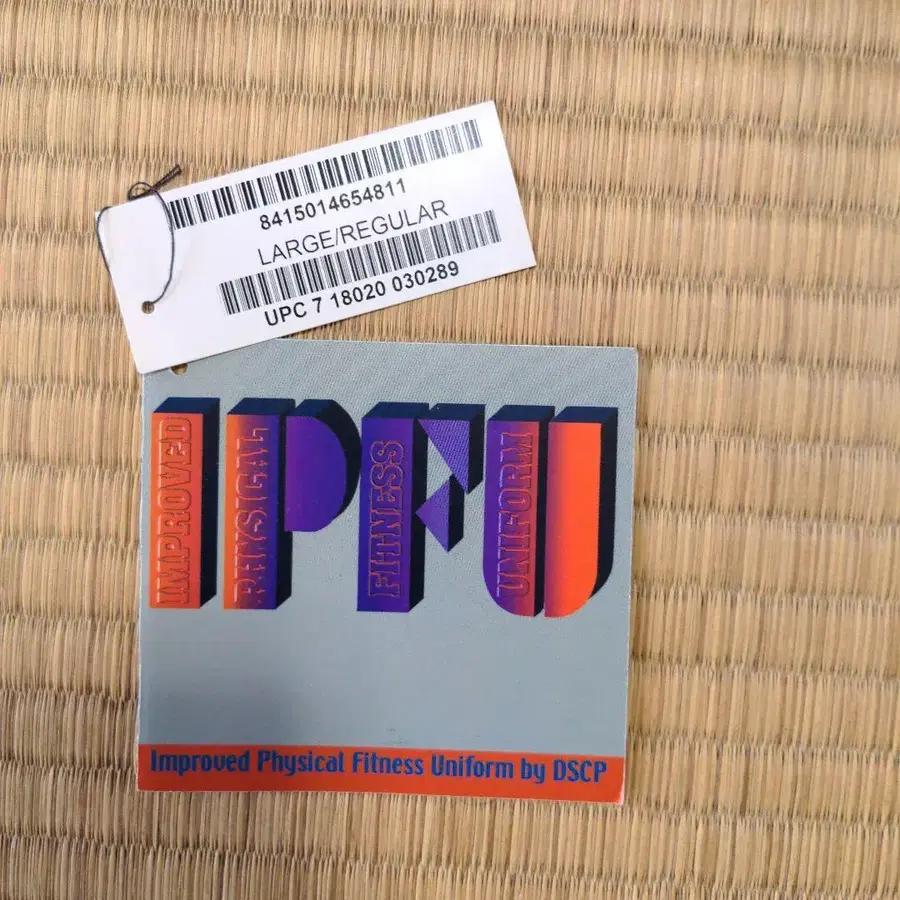 8415014654811
LARGE/REGULAR
UPC 7 18020 030289
IPFU
IMPROVED
PHYSICAL
FITNESS
UNIFORM
Improved Physical Fitness Uniform by DSCP